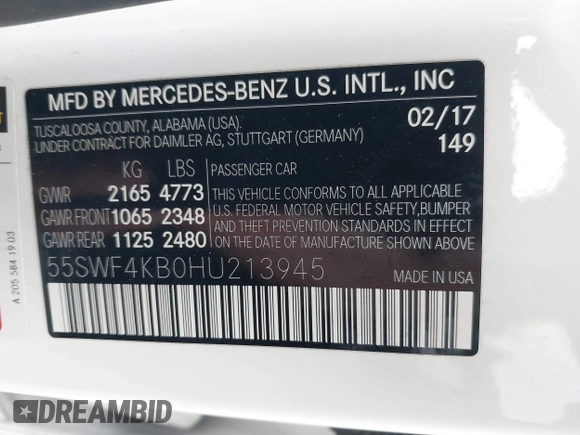 MFD BY MERCEDES-BENZ U.S. INTL., INC
TUSCALOOSA COUNTY, ALABAMA (USA). 02/17
UNDER CONTRACT FOR DAIMLER AG, STUTTGART (GERMANY) 149
KG LBS PASSENGER CAR
GVWR 2165 4773 THIS VEHICLE CONFORMS TO ALL APPLICABLE
GAWR FRONT 1065 2348 U.S. FEDERAL MOTOR VEHICLE SAFETY, BUMPER
GAWR REAR 1125 2480 AND THEFT PREVENTION STANDARDS IN EFFECT
ON THE DATE OF MANUFACTURE SHOWN ABOVE.
55SWF4KB0HU213945
A 205 584 19 03
DREAMBID